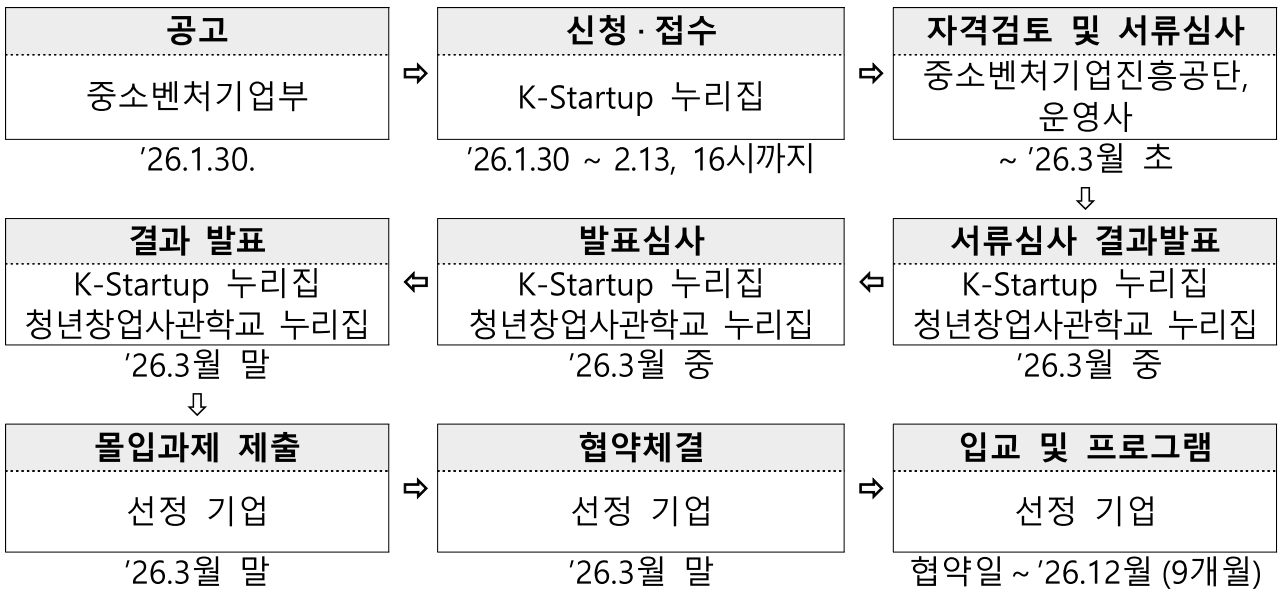 공고
중소벤처기업부
'26.1.30.
⇨
신청·접수
K-Startup 누리집
'26.1.30 ~ 2.13, 16시까지
⇨
자격검토 및 서류심사
중소벤처기업진흥공단,
운영사
~ '26.3월 초
⇩
서류심사 결과발표
K-Startup 누리집
청년창업사관학교 누리집
'26.3월 중
⇦
발표심사
K-Startup 누리집
청년창업사관학교 누리집
'26.3월 중
⇦
결과 발표
K-Startup 누리집
청년창업사관학교 누리집
'26.3월 말
⇩
몰입과제 제출
선정 기업
'26.3월 말
⇨
협약체결
선정 기업
'26.3월 말
⇨
입교 및 프로그램
선정 기업
협약일 ~ '26.12월 (9개월)